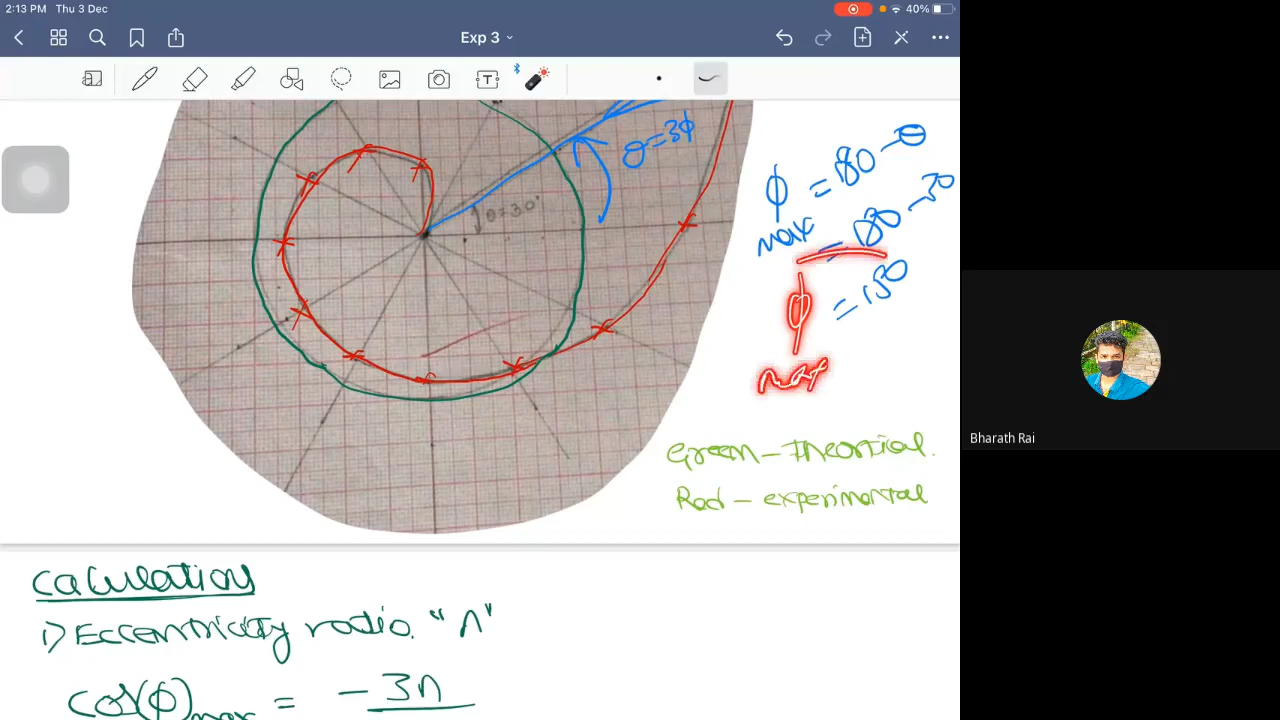 2:13 PM Thu 3 Dec
40%
Exp 3
T
θ=3ϕ
θ=30°
ϕ max = 180 - θ
= 180 - 30
= 150
ϕ max
Green - Theortical.
Red - experimental
Bharath Rai
Calculation
1) Eccentricity ratio. "n"
cos(ϕ)max = - 3n